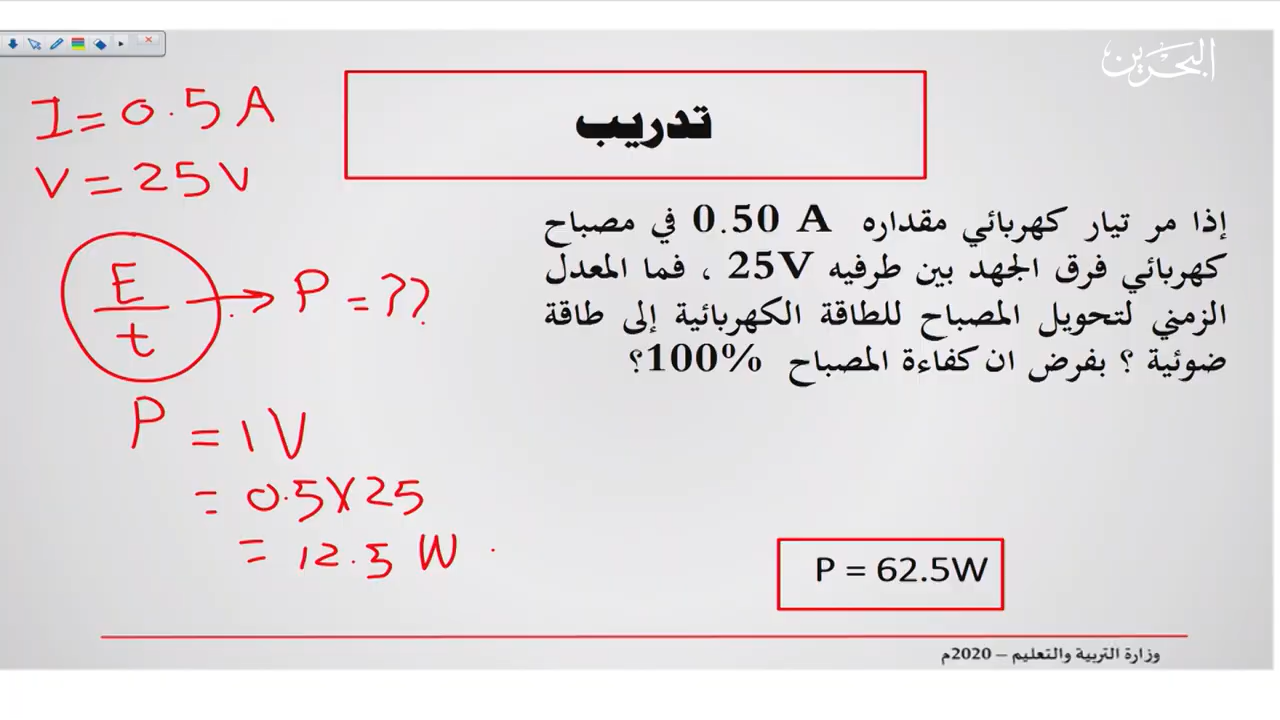 البحرين
تدريب
I = 0.5 A
V = 25 V
إذا مر تيار كهربائي مقداره 0.50 A في مصباح
كهربائي فرق الجهد بين طرفيه 25V ، فما المعدل
الزمني لتحويل المصباح للطاقة الكهربائية إلى طاقة
ضوئية ؟ بفرض ان كفاءة المصباح 100%؟
E
t
→ P = ??
P = IV
= 0.5X25
= 12.5 W
P = 62.5W
وزارة التربية والتعليم – 2020م